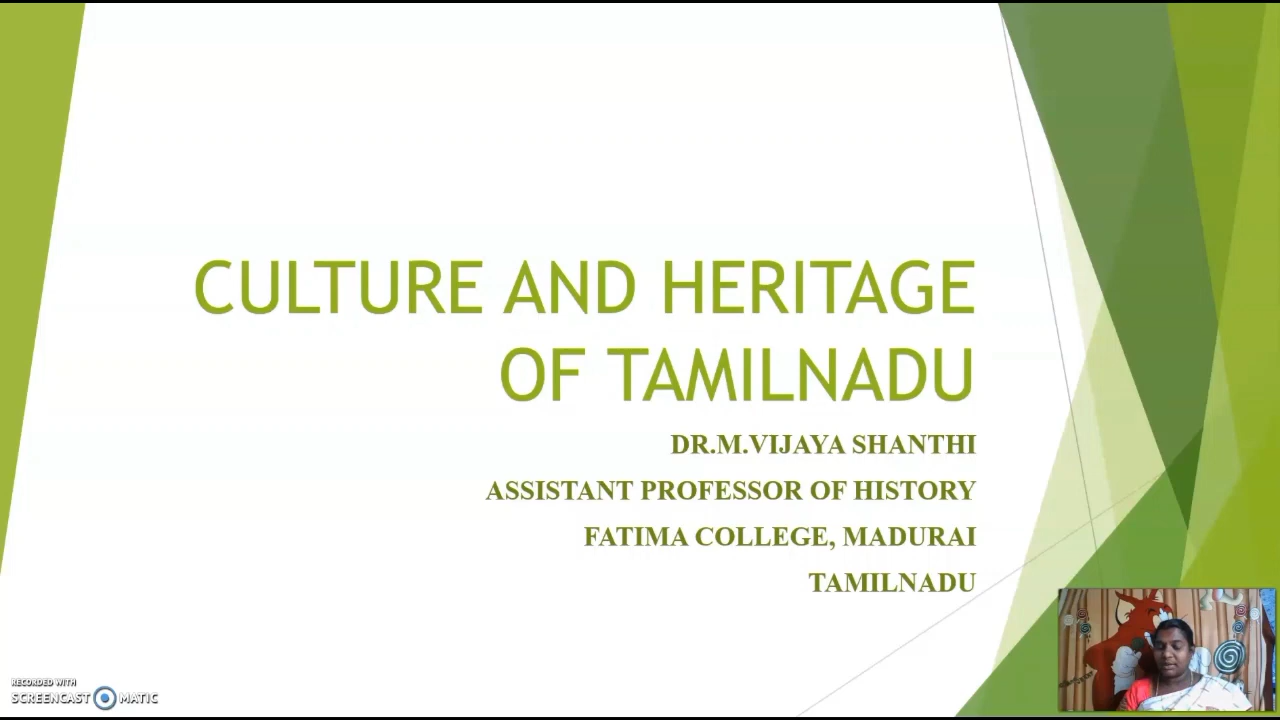 CULTURE AND HERITAGE
OF TAMILNADU
DR.M.VIJAYA SHANTHI
ASSISTANT PROFESSOR OF HISTORY
FATIMA COLLEGE, MADURAI
TAMILNADU
RECORDED WITH
SCREENCAST MATIC